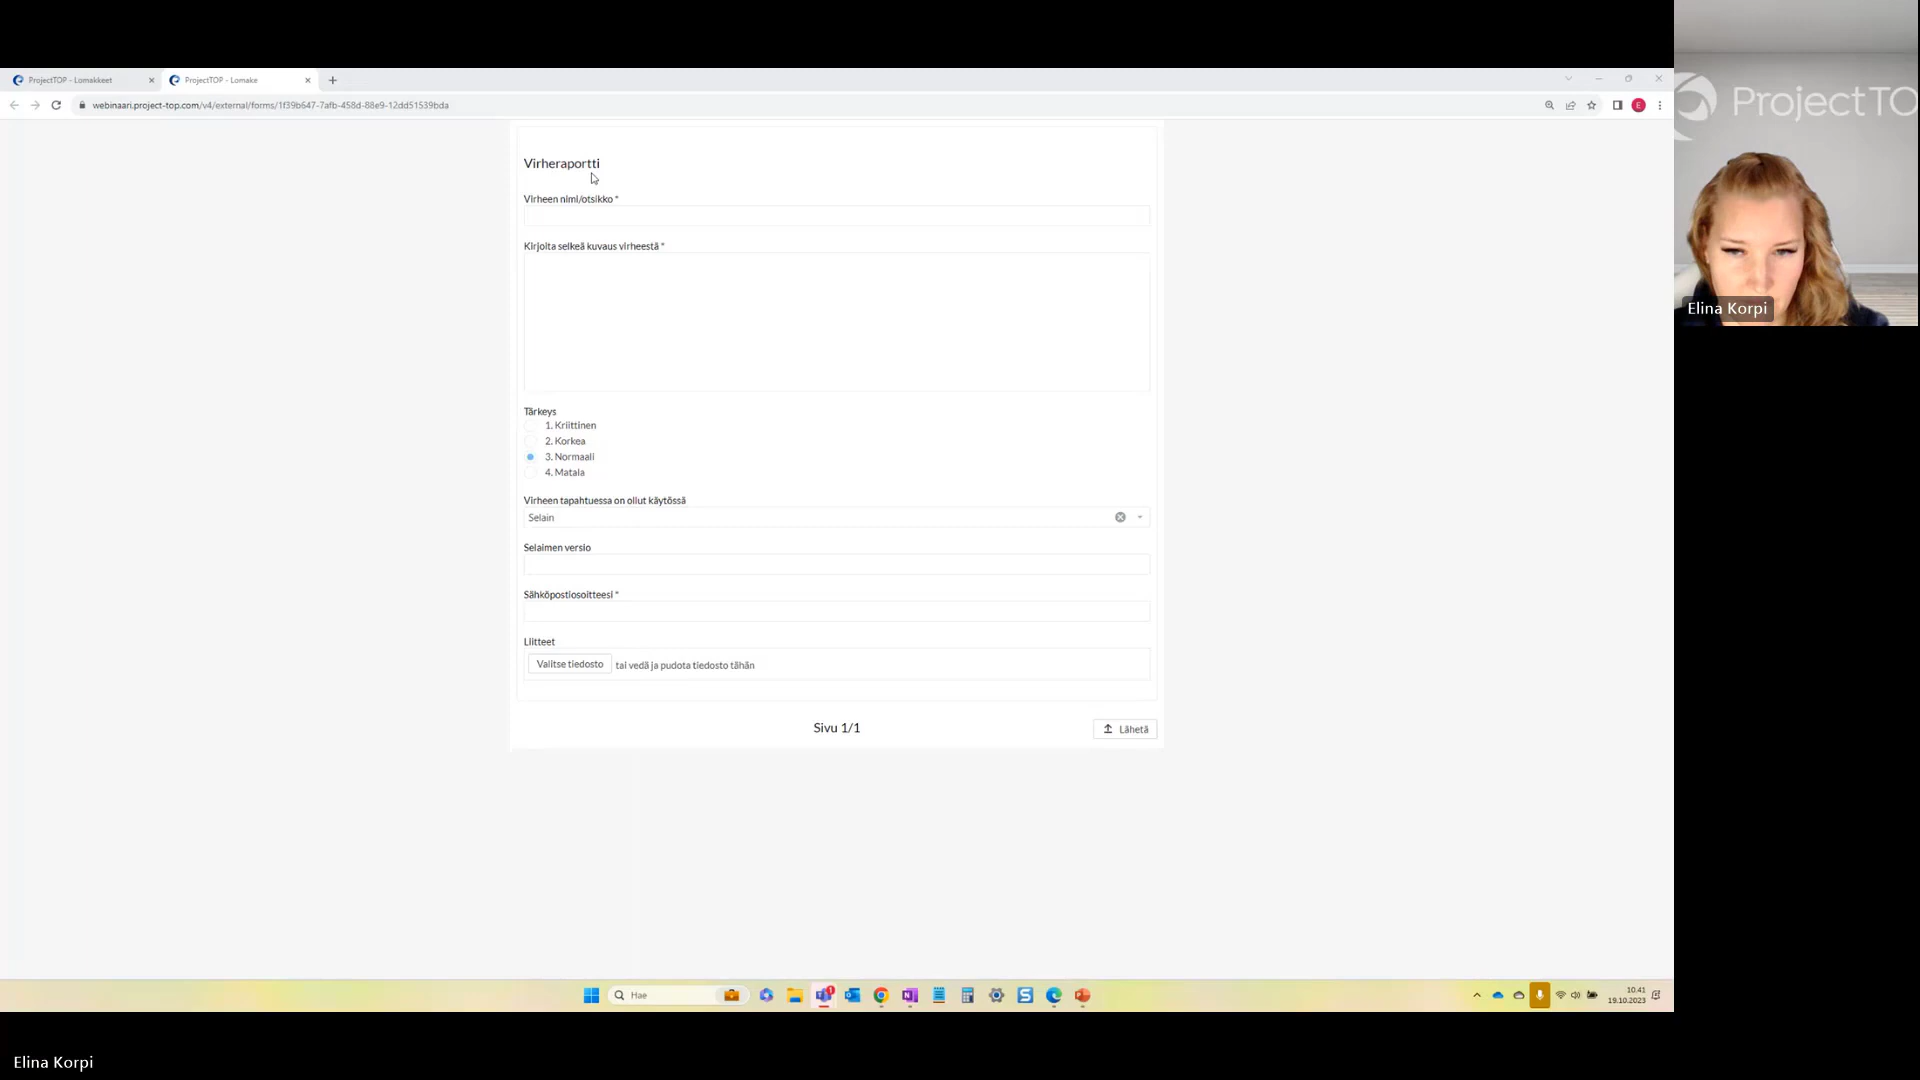 ProjectTOP - Lomakkeet
ProjectTOP - Lomake
webinaari.project-top.com/v4/external/forms/1f39b647-7afb-458d-88e9-12dd51539bda
E
ProjectTO
Virheraportti
Virheen nimi/otsikko *
Kirjoita selkeä kuvaus virheestä *
Elina Korpi
Tärkeys
1. Kriittinen
2. Korkea
3. Normaali
4. Matala
Virheen tapahtuessa on ollut käytössä
Selain
Selaimen versio
Sähköpostiosoitteesi *
Liitteet
Valitse tiedosto tai vedä ja pudota tiedosto tähän
Sivu 1/1
Lähetä
Hae
1
N
S
10.41
19.10.2023
Elina Korpi